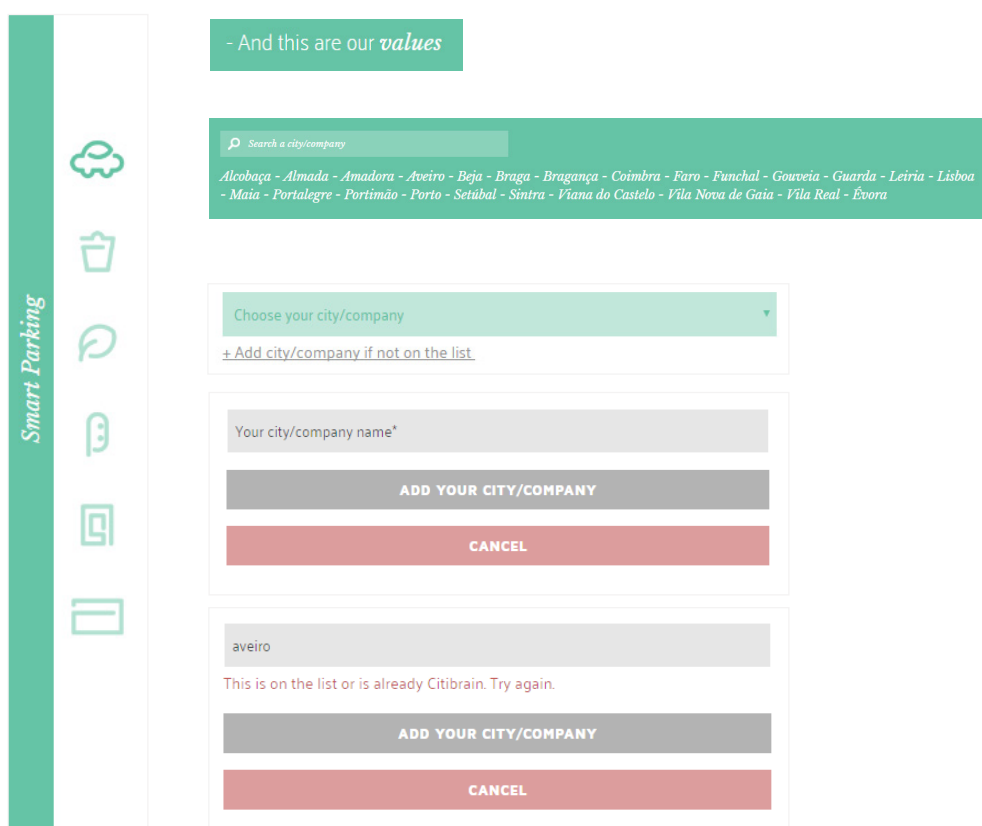 Smart Parking
- And this are our values
Search a city/company
Alcobaça - Almada - Amadora - Aveiro - Beja - Braga - Bragança - Coimbra - Faro - Funchal - Gouveia - Guarda - Leiria - Lisboa
- Maia - Portalegre - Portimão - Porto - Setúbal - Sintra - Viana do Castelo - Vila Nova de Gaia - Vila Real - Évora
Choose your city/company
+ Add city/company if not on the list
Your city/company name*
ADD YOUR CITY/COMPANY
CANCEL
aveiro
This is on the list or is already Citibrain. Try again.
ADD YOUR CITY/COMPANY
CANCEL